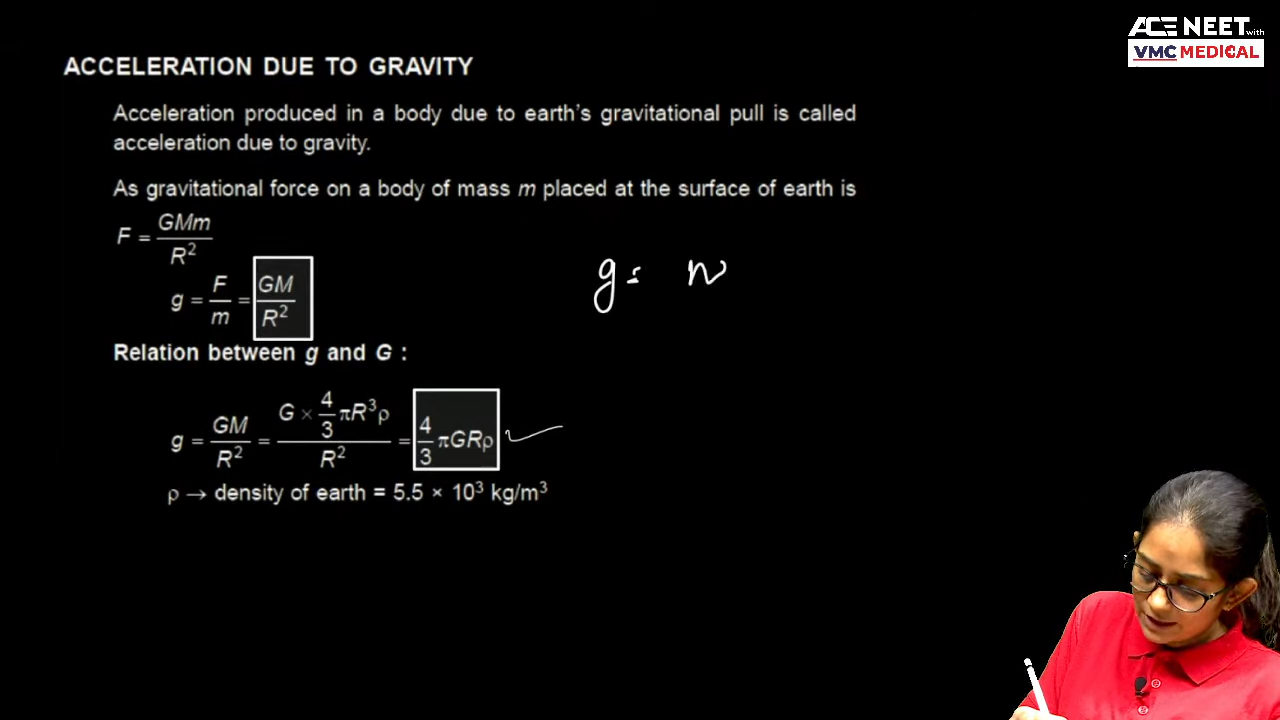 ACE NEET with
VMC MEDICAL
ACCELERATION DUE TO GRAVITY
Acceleration produced in a body due to earth's gravitational pull is called
acceleration due to gravity.
As gravitational force on a body of mass m placed at the surface of earth is
F = GMm / R²
g = F / m = GM / R²
g = 
Relation between g and G :
g = GM / R² = G × 4/3 πR³ρ / R² = 4/3 πGRρ
ρ → density of earth = 5.5 × 10³ kg/m³